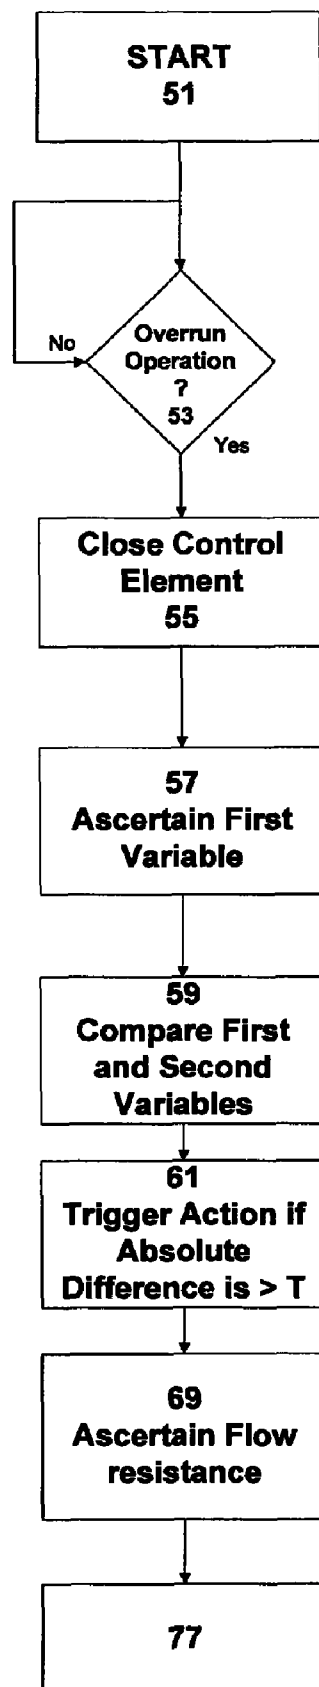 START
51
Overrun
Operation
?
53
No
Yes
Close Control
Element
55
57
Ascertain First
Variable
59
Compare First
and Second
Variables
61
Trigger Action if
Absolute
Difference is > T
69
Ascertain Flow
resistance
77